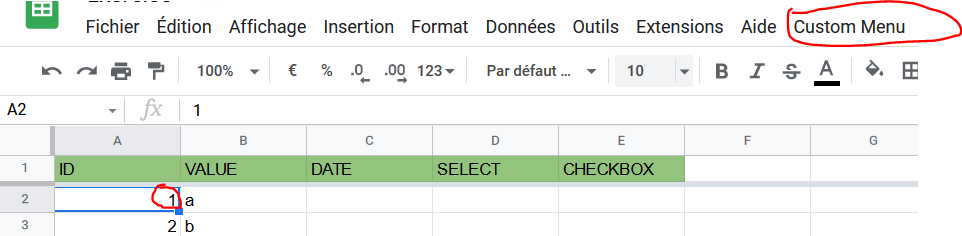 Fichier Édition Affichage Insertion Format Données Outils Extensions Aide Custom Menu
100% € % .0 .00 123 Par défaut ... 10 B I S A
A2 fx 1
A B C D E F G
1 ID VALUE DATE SELECT CHECKBOX
2 1 a
3 2 b